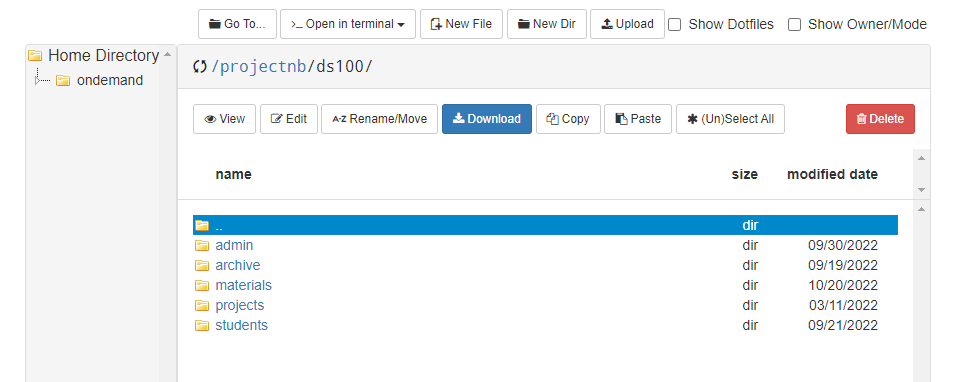 Go To... >_ Open in terminal New File New Dir Upload Show Dotfiles Show Owner/Mode
Home Directory
ondemand
/projectnb/ds100/
View Edit A-Z Rename/Move Download Copy Paste (Un)Select All Delete
name size modified date
.. dir
admin dir 09/30/2022
archive dir 09/19/2022
materials dir 10/20/2022
projects dir 03/11/2022
students dir 09/21/2022